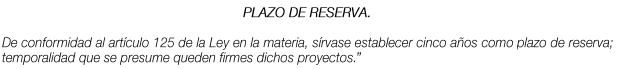 PLAZO DE RESERVA.
De conformidad al artículo 125 de la Ley en la materia, sírvase establecer cinco años como plazo de reserva;
temporalidad que se presume queden firmes dichos proyectos.”